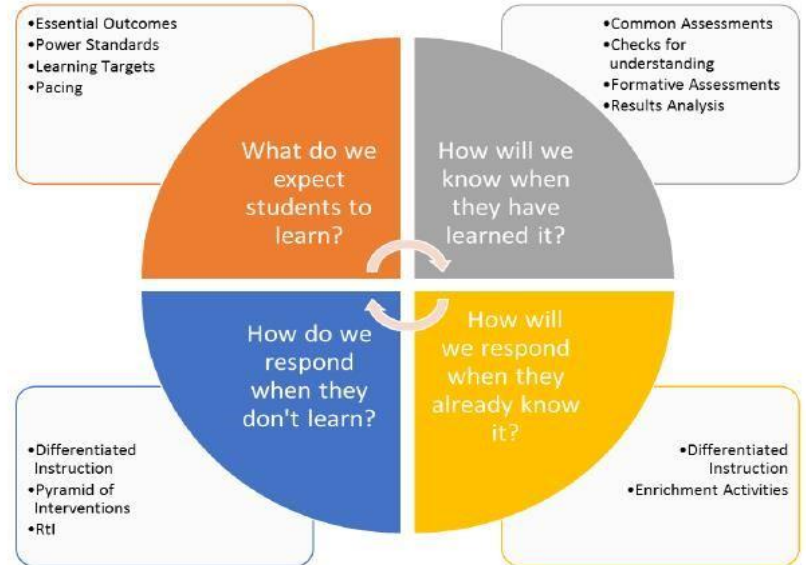 •Essential Outcomes
•Power Standards
•Learning Targets
•Pacing
•Common Assessments
•Checks for
understanding
•Formative Assessments
•Results Analysis
What do we
expect
students to
learn?
How will we
know when
they have
learned it?
How do we
respond
when they
don't learn?
How will
we respond
when they
already know
it?
•Differentiated
Instruction
•Pyramid of
Interventions
•RtI
•Differentiated
Instruction
•Enrichment Activities